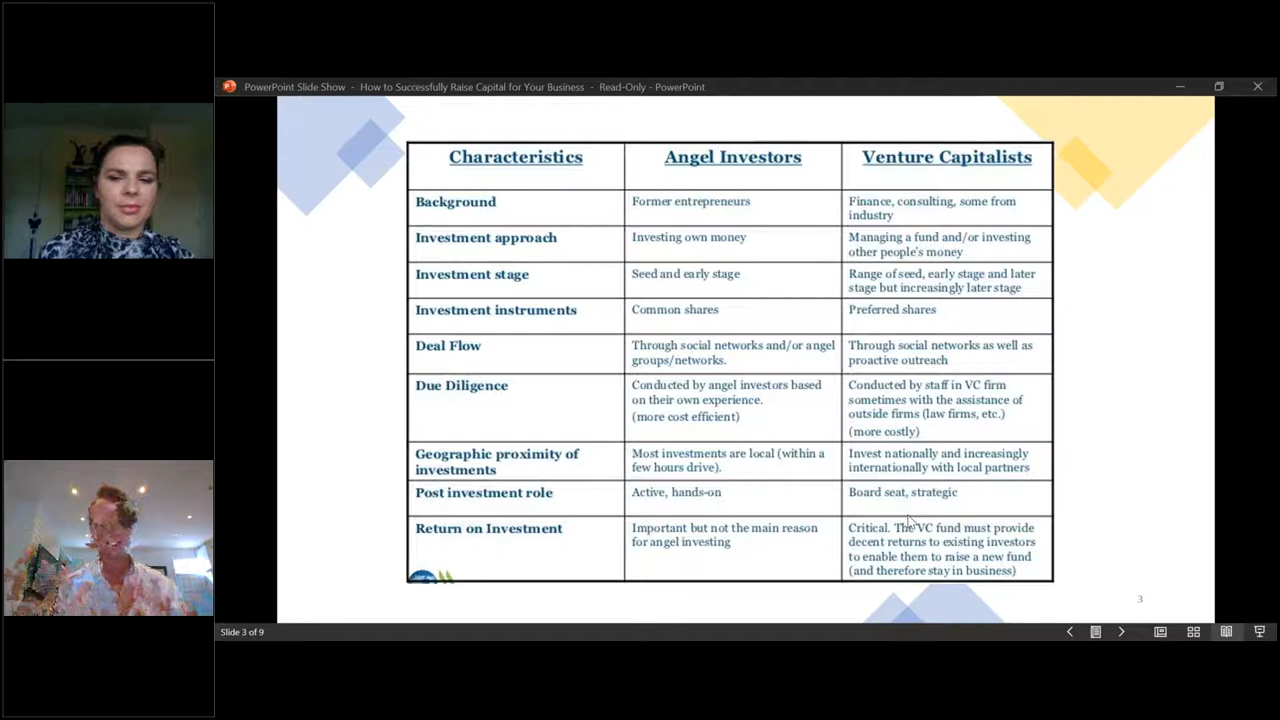 PowerPoint Slide Show - How to Successfully Raise Capital for Your Business - Read-Only - PowerPoint
Characteristics
Angel Investors
Venture Capitalists
Background
Former entrepreneurs
Finance, consulting, some from
industry
Investment approach
Investing own money
Managing a fund and/or investing
other people's money
Investment stage
Seed and early stage
Range of seed, early stage and later
stage but increasingly later stage
Investment instruments
Common shares
Preferred shares
Deal Flow
Through social networks and/or angel
groups/networks.
Through social networks as well as
proactive outreach
Due Diligence
Conducted by angel investors based
on their own experience.
(more cost efficient)
Conducted by staff in VC firm
sometimes with the assistance of
outside firms (law firms, etc.)
(more costly)
Geographic proximity of
investments
Most investments are local (within a
few hours drive).
Invest nationally and increasingly
internationally with local partners
Post investment role
Active, hands-on
Board seat, strategic
Return on Investment
Important but not the main reason
for angel investing
Critical. The VC fund must provide
decent returns to existing investors
to enable them to raise a new fund
(and therefore stay in business)
3
Slide 3 of 9